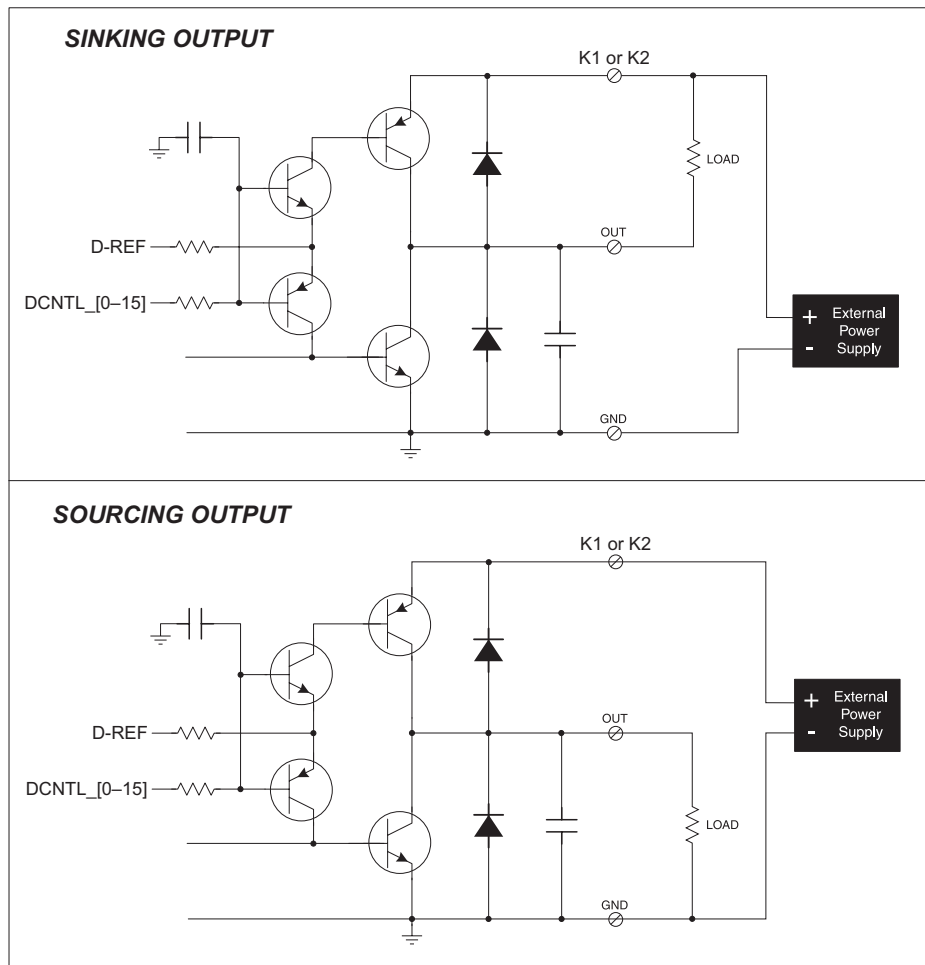 SINKING OUTPUT
K1 or K2
LOAD
D-REF
OUT
DCNTL_[0–15]
+ External
Power
- Supply
GND
SOURCING OUTPUT
K1 or K2
+ External
Power
- Supply
D-REF
OUT
DCNTL_[0–15]
LOAD
GND